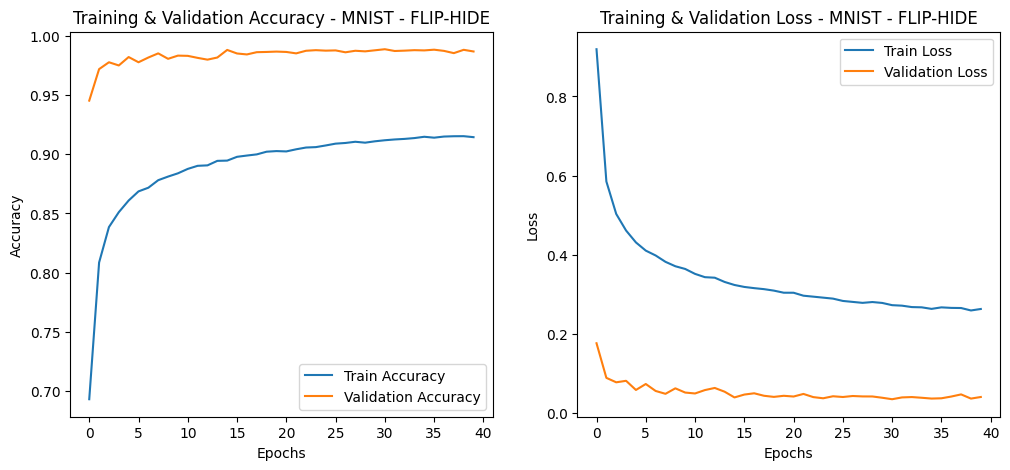 Training & Validation Accuracy - MNIST - FLIP-HIDE
1.00
0.95
0.90
0.85
0.80
0.75
0.70
Accuracy
0 5 10 15 20 25 30 35 40
Epochs
Train Accuracy
Validation Accuracy
Training & Validation Loss - MNIST - FLIP-HIDE
0.8
0.6
0.4
0.2
0.0
Loss
0 5 10 15 20 25 30 35 40
Epochs
Train Loss
Validation Loss